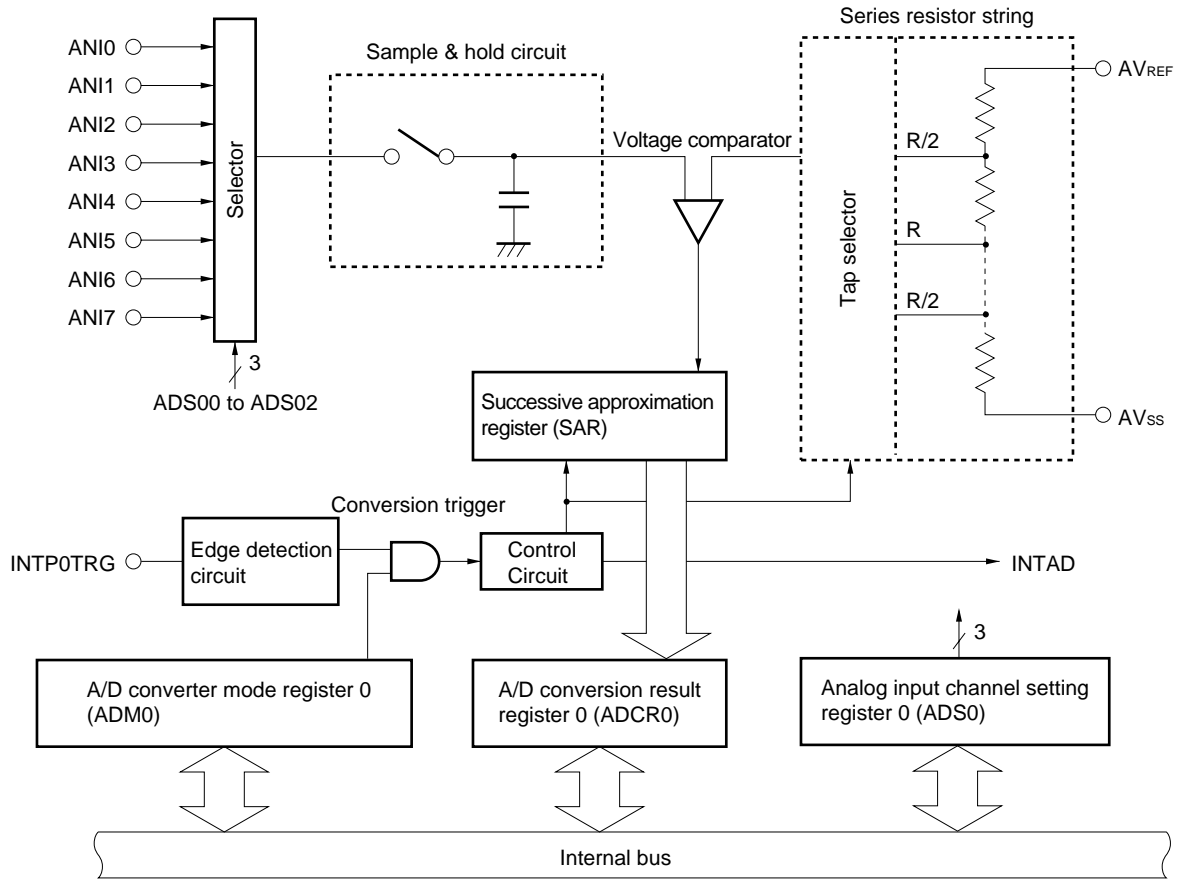 Series resistor string
ANI0
ANI1
ANI2
ANI3
ANI4
ANI5
ANI6
ANI7
Selector
Sample & hold circuit
Voltage comparator
Tap selector
R/2
R
R/2
AVREF
AVSS
3
ADS00 to ADS02
Successive approximation
register (SAR)
Conversion trigger
INTP0TRG
Edge detection
circuit
Control
Circuit
INTAD
3
A/D converter mode register 0
(ADM0)
A/D conversion result
register 0 (ADCR0)
Analog input channel setting
register 0 (ADS0)
Internal bus